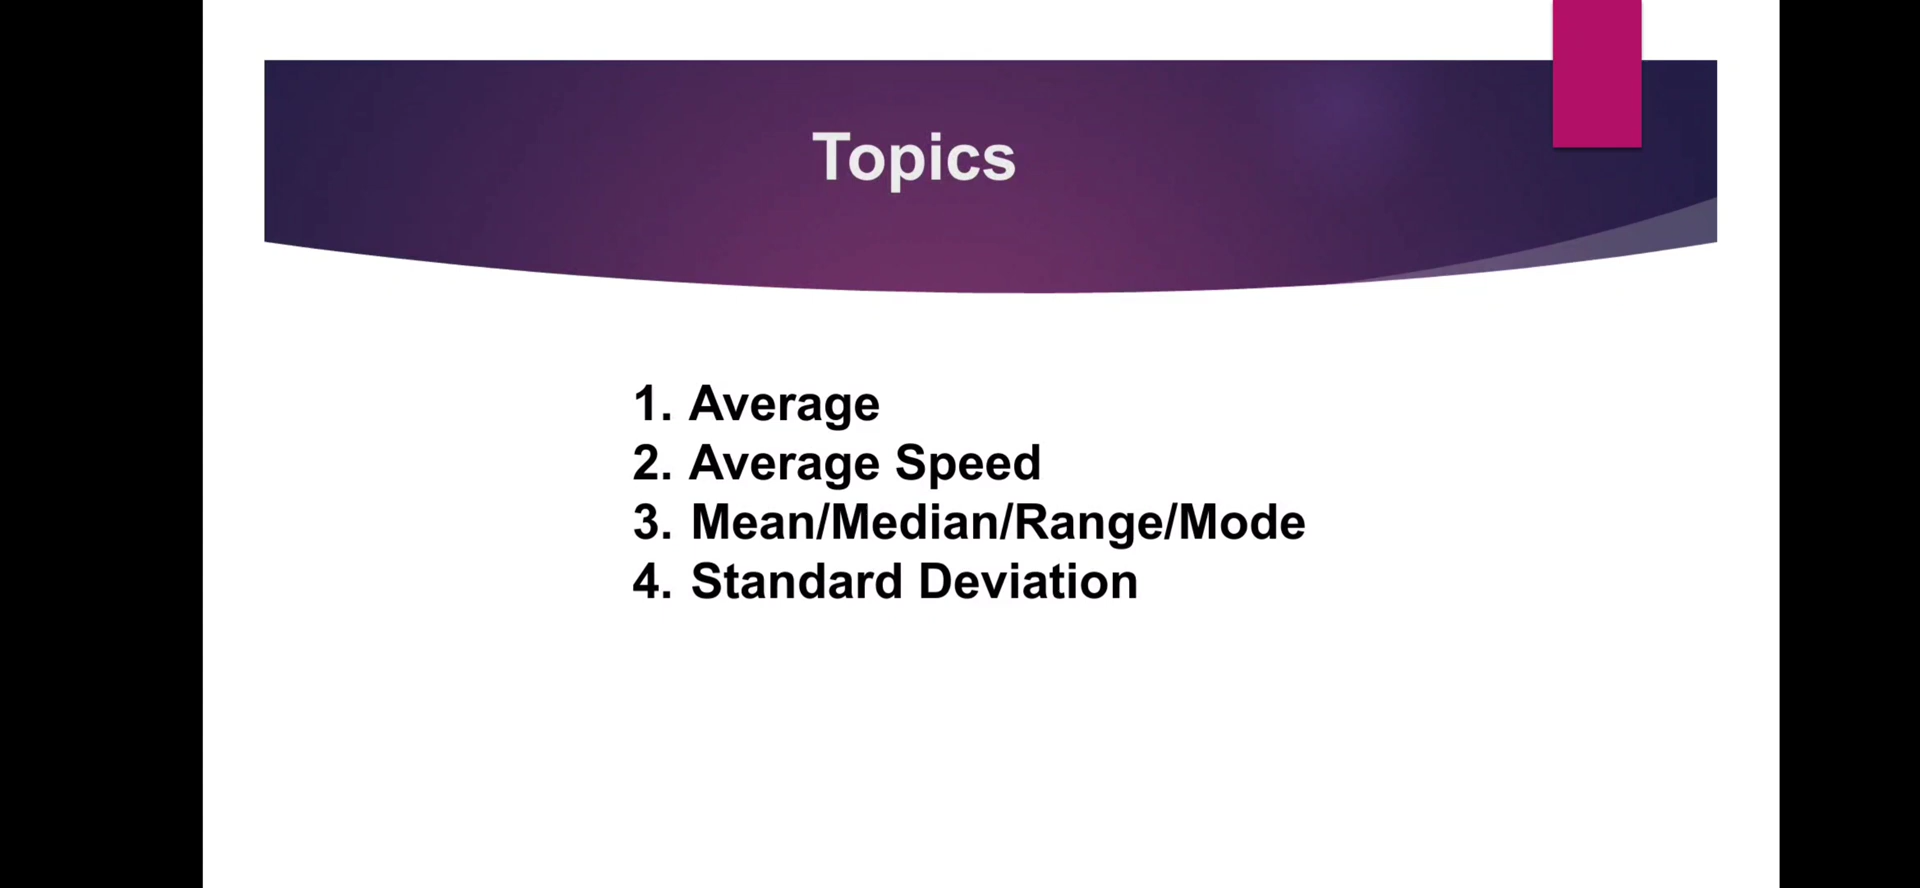 Topics
1. Average
2. Average Speed
3. Mean/Median/Range/Mode
4. Standard Deviation